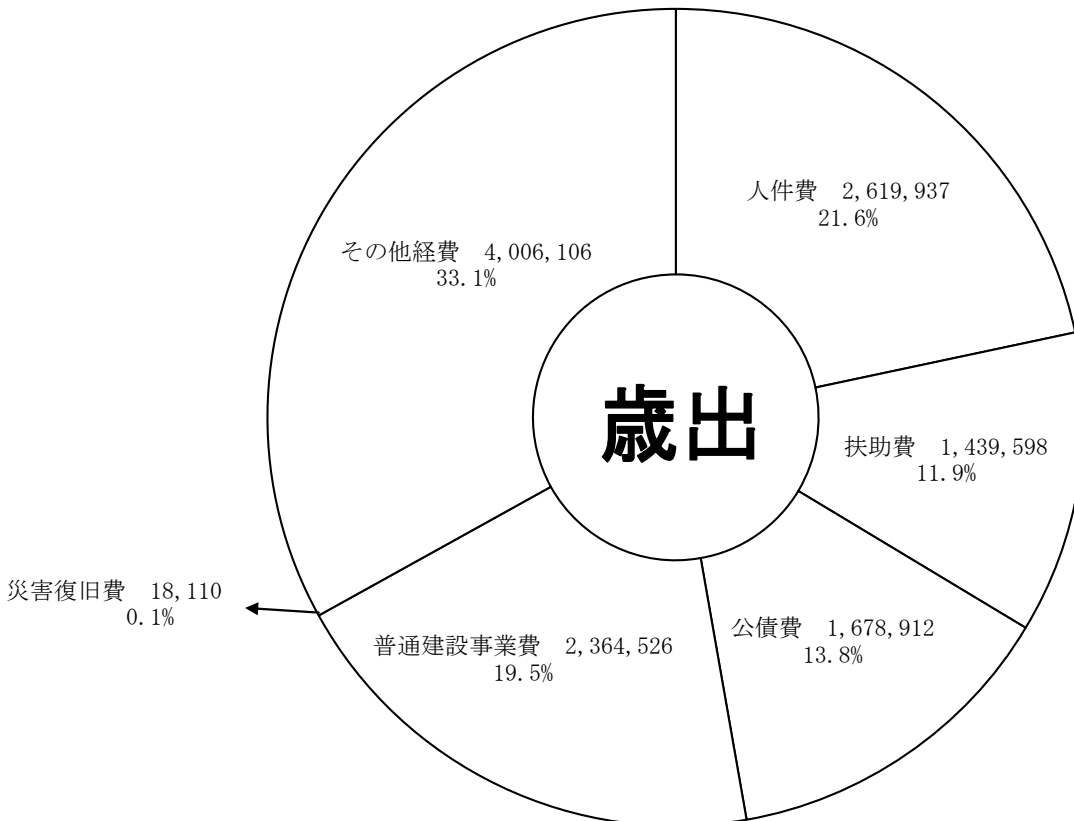 人件費　2,619,937
21.6%
その他経費　4,006,106
33.1%
歳出
扶助費　1,439,598
11.9%
災害復旧費　18,110
0.1%
公債費　1,678,912
13.8%
普通建設事業費　2,364,526
19.5%